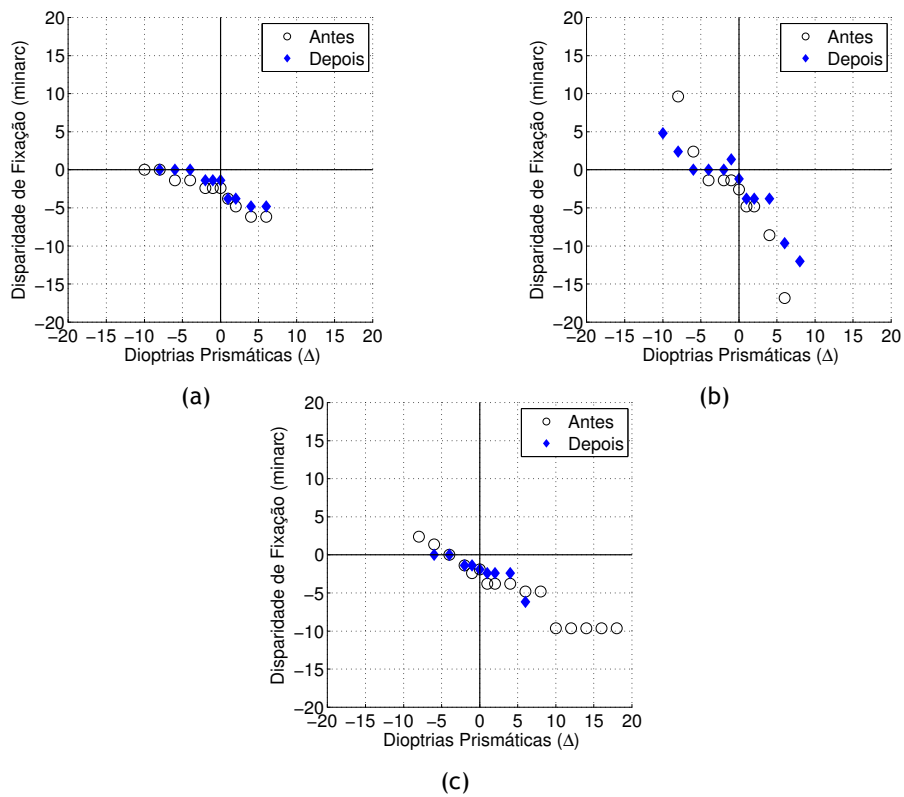 20
15
10
5
0
−5
−10
−15
−20
−20 −15 −10 −5 0 5 10 15 20
Disparidade de Fixação (minarc)
Dioptrias Prismáticas (Δ)
Antes
Depois
(a)
20
15
10
5
0
−5
−10
−15
−20
−20 −15 −10 −5 0 5 10 15 20
Disparidade de Fixação (minarc)
Dioptrias Prismáticas (Δ)
Antes
Depois
(b)
20
15
10
5
0
−5
−10
−15
−20
−20 −15 −10 −5 0 5 10 15 20
Disparidade de Fixação (minarc)
Dioptrias Prismáticas (Δ)
Antes
Depois
(c)